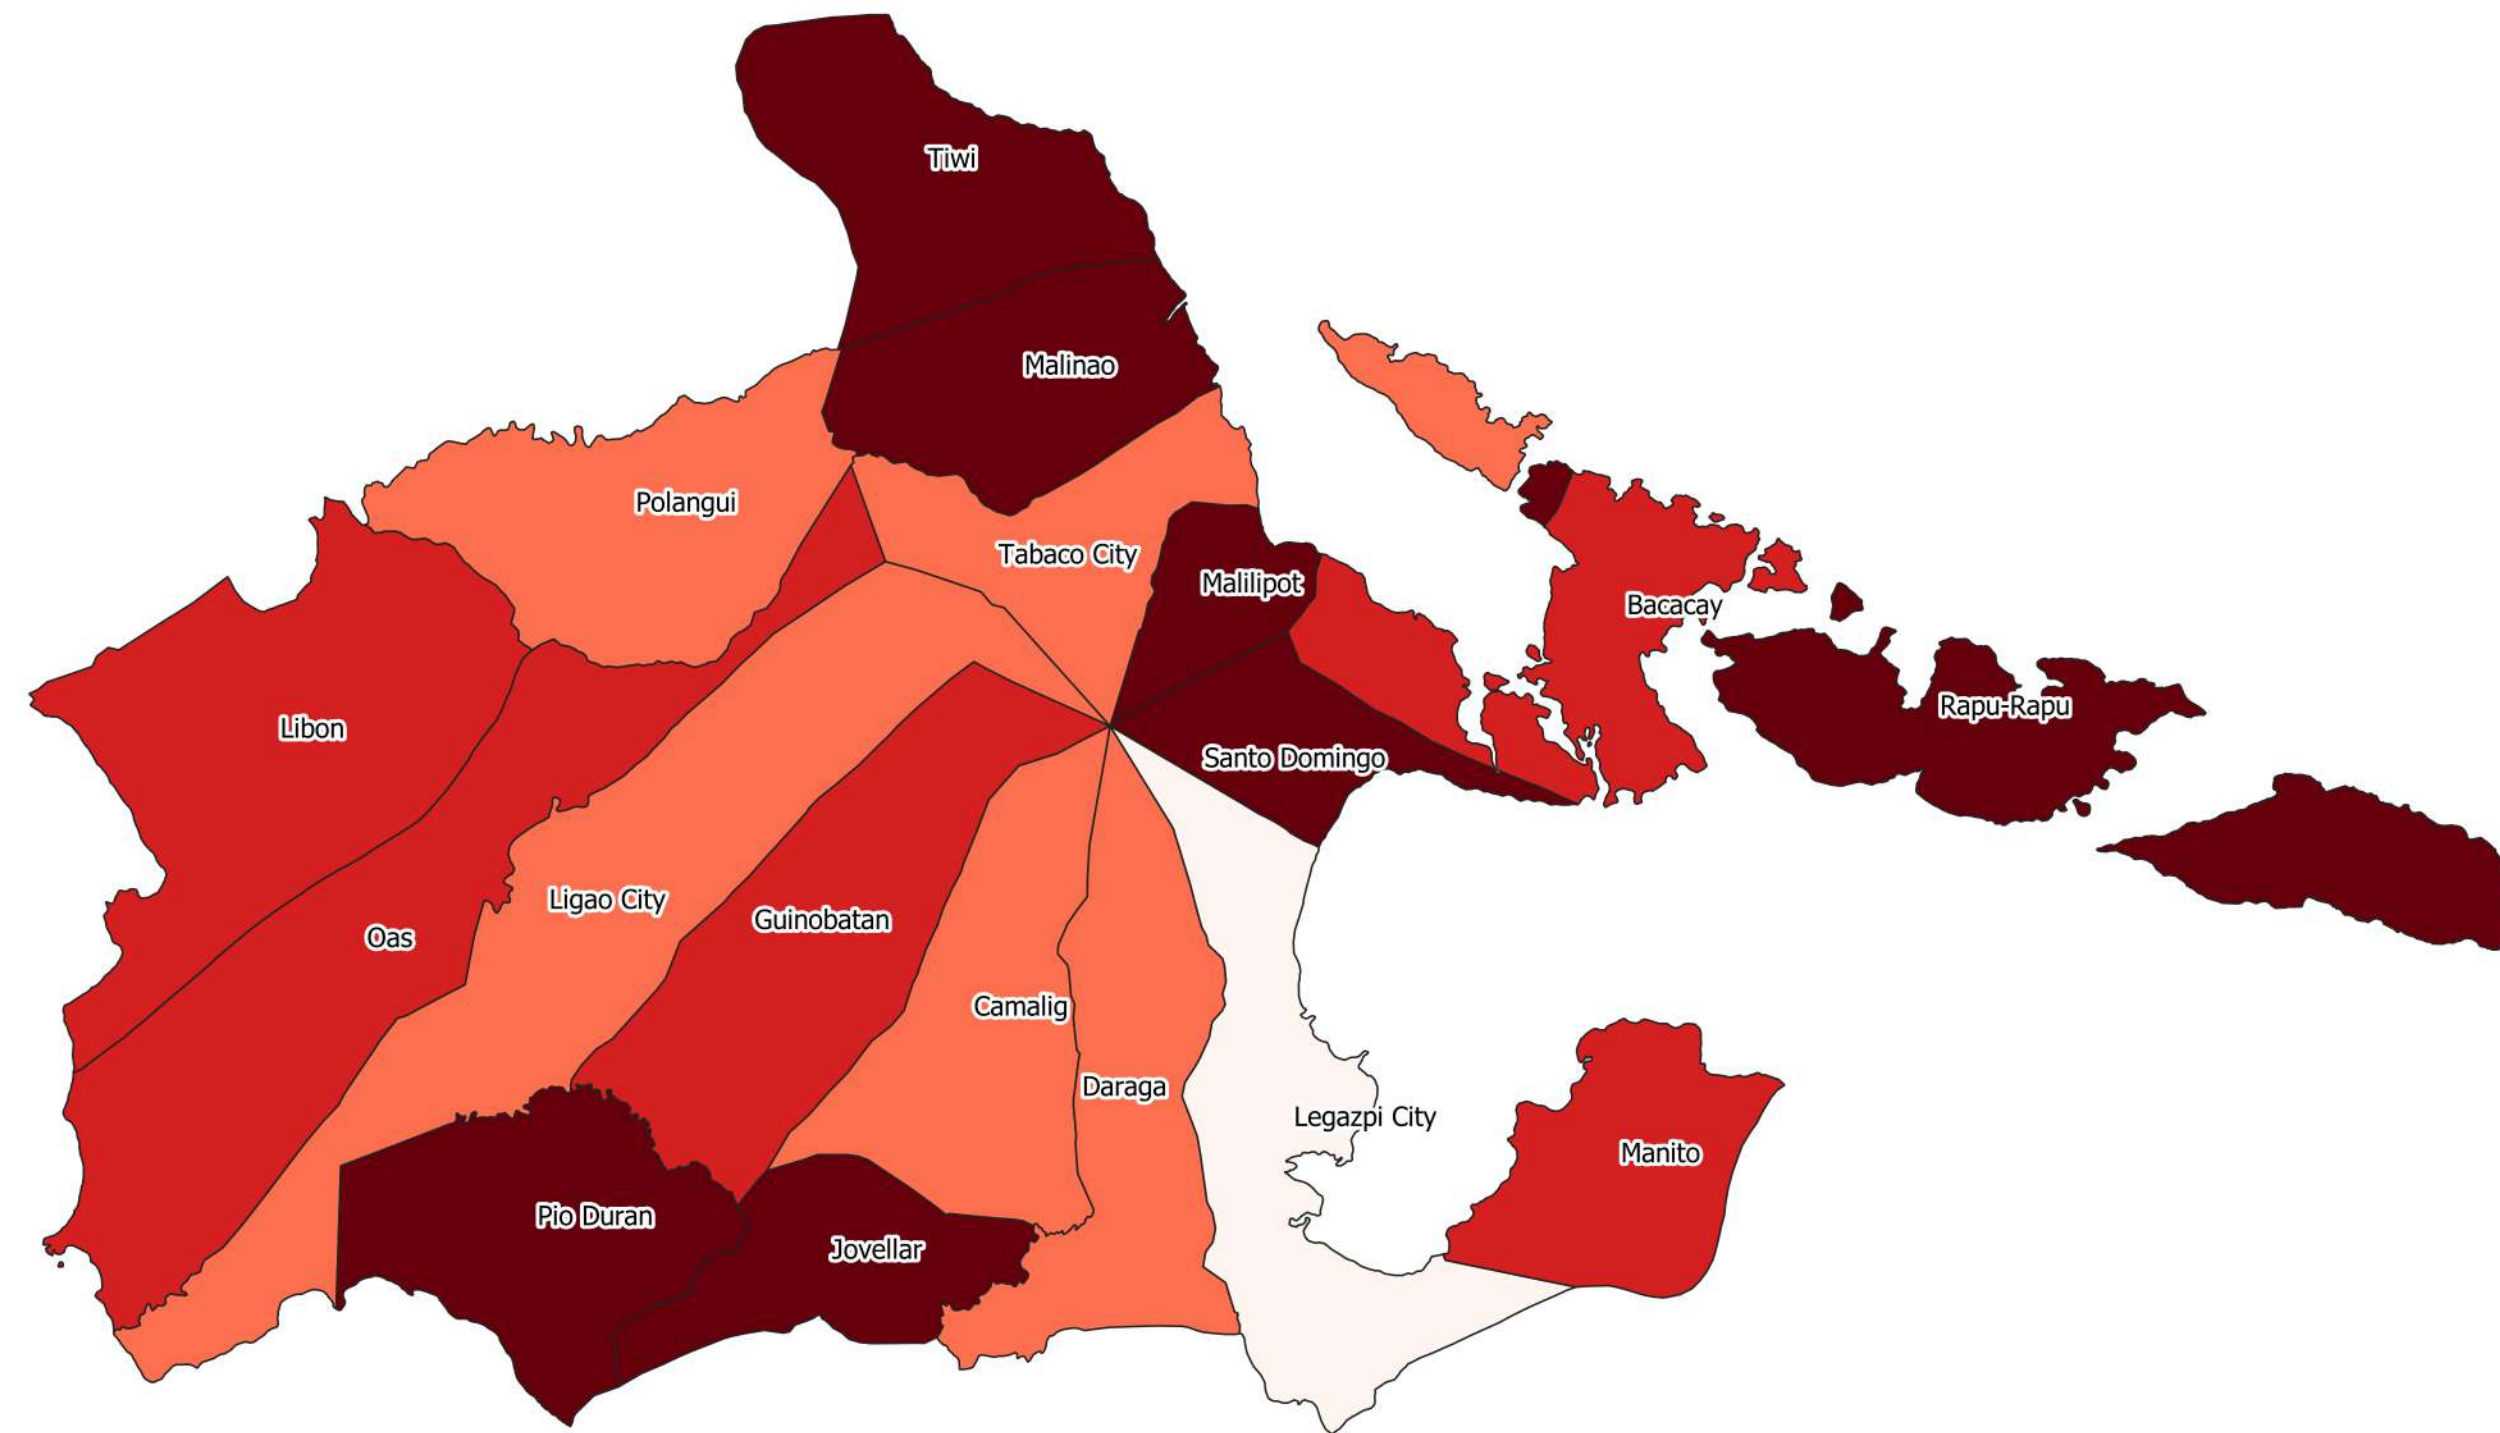 Tiwi
Malinao
Polangui
Tabaco City
Malilipot
Bacacay
Rapu-Rapu
Libon
Santo Domingo
Ligao City
Guinobatan
Oas
Camalig
Daraga
Legazpi City
Manito
Pio Duran
Jovellar